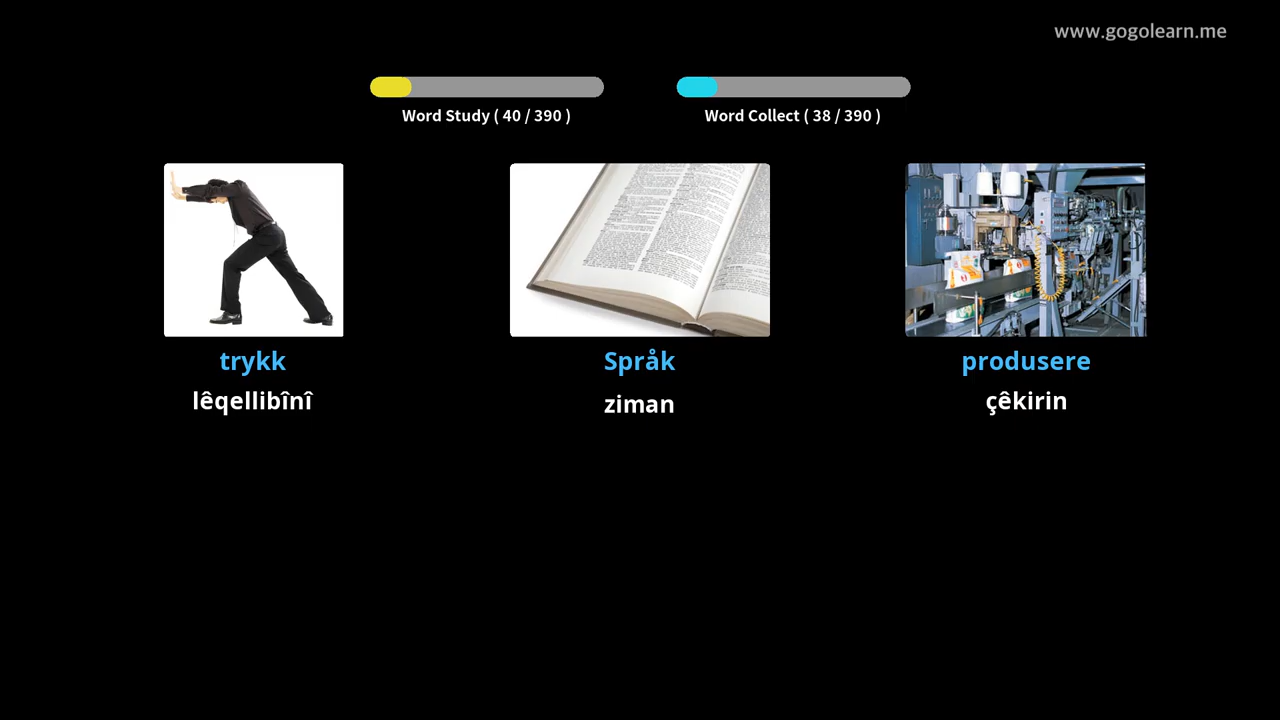 www.gogolearn.me
Word Study ( 40 / 390 )
Word Collect ( 38 / 390 )
trykk
Språk
produsere
lêqellibînî
ziman
çêkirin